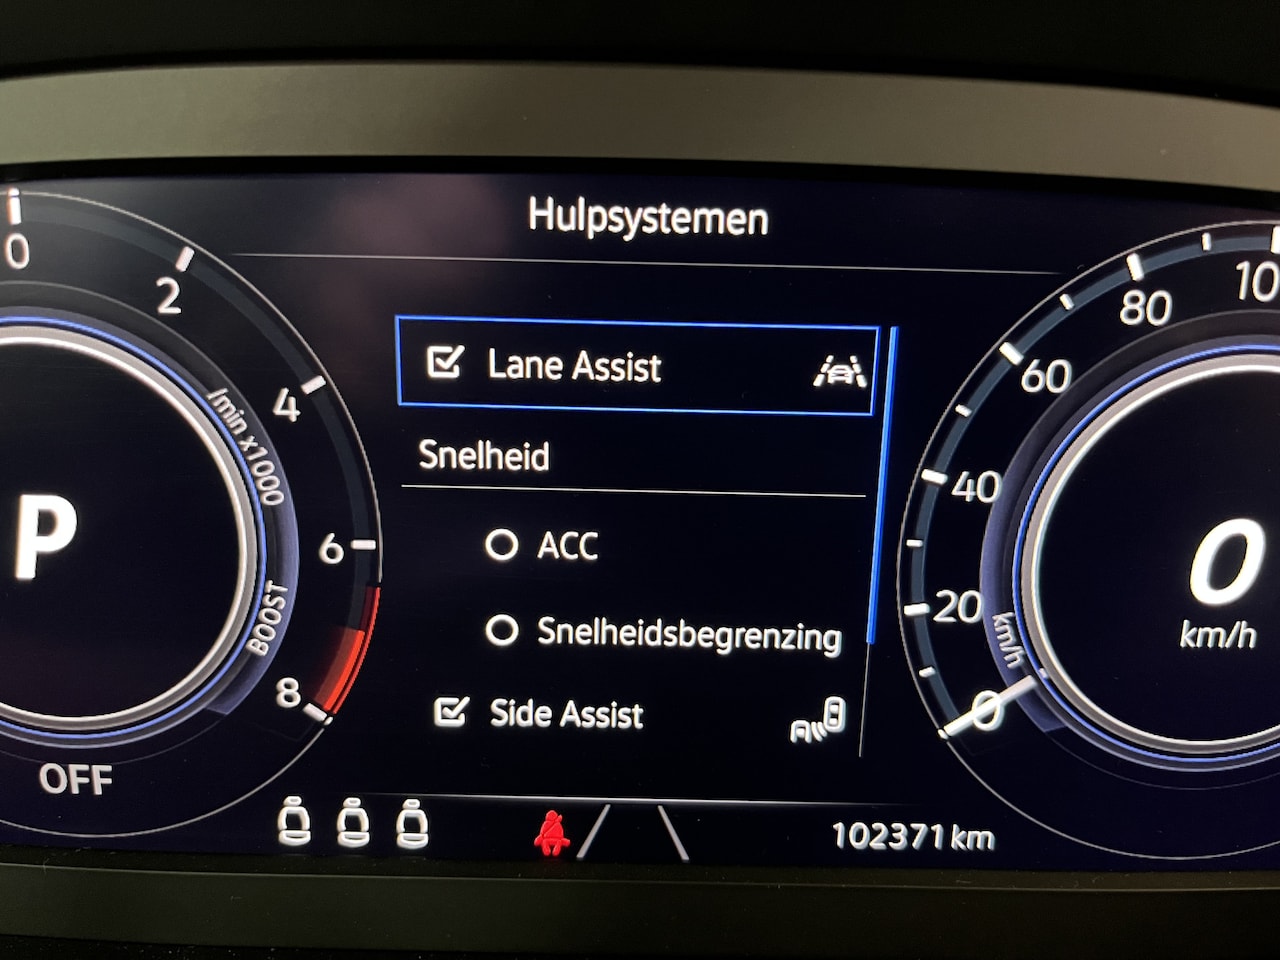 Hulpsystemen
0
2
4
6
8
/min x1000
BOOST
P
OFF
Lane Assist
Snelheid
ACC
Snelheidsbegrenzing
Side Assist
10
80
60
40
20
0
km/h
0
km/h
102371 km